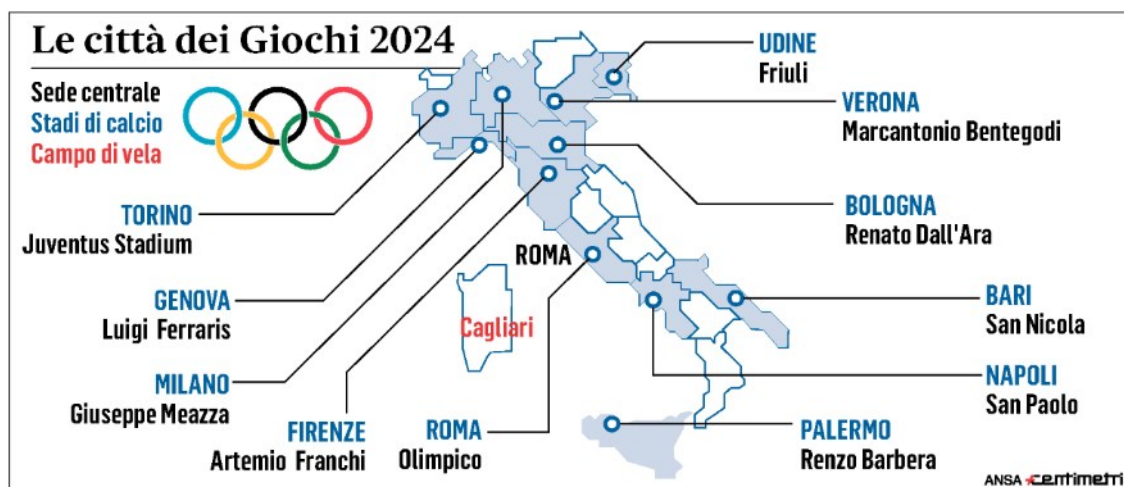 Le città dei Giochi 2024
Sede centrale
Stadi di calcio
Campo di vela
UDINE
Friuli
VERONA
Marcantonio Bentegodi
TORINO
Juventus Stadium
BOLOGNA
Renato Dall'Ara
ROMA
GENOVA
Luigi Ferraris
Cagliari
BARI
San Nicola
MILANO
Giuseppe Meazza
NAPOLI
San Paolo
FIRENZE
Artemio Franchi
ROMA
Olimpico
PALERMO
Renzo Barbera
ANSA centimetri